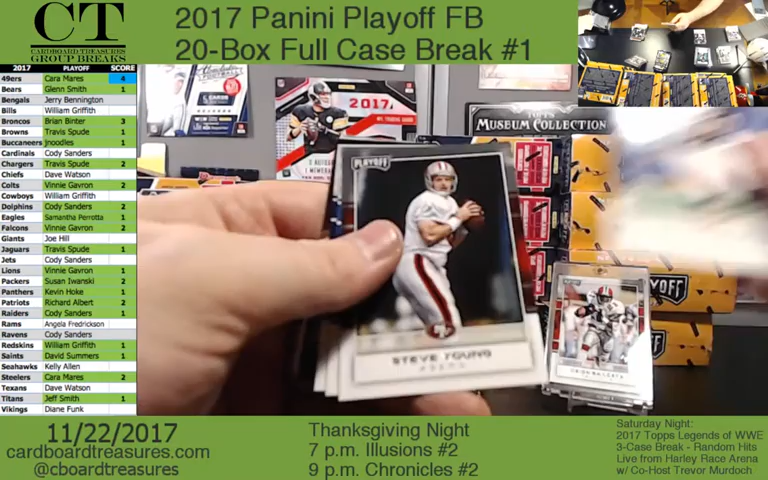 CT
CARDBOARD TREASURES
GROUP BREAKS
2017 Panini Playoff FB
20-Box Full Case Break #1
2017 PLAYOFF SCORE
49ers Cara Mares 4
Bears Glenn Smith 1
Bengals Jerry Bennington
Bills William Griffith
Broncos Brian Binter 3
Browns Travis Spude 1
Buccaneers Jnoodles 1
Cardinals Cody Sanders
Chargers Travis Spude 2
Chiefs Dave Watson
Colts Vinnie Gavron 2
Cowboys William Griffith
Dolphins Cody Sanders 2
Eagles Samantha Perrotta 1
Falcons Vinnie Gavron 2
Giants Joe Hill
Jaguars Travis Spude 1
Jets Cody Sanders
Lions Vinnie Gavron 1
Packers Susan Iwanski 2
Panthers Kevin Hoke 1
Patriots Richard Albert 2
Raiders Cody Sanders 1
Rams Angela Fredrickson
Ravens Cody Sanders
Redskins William Griffith 1
Saints David Summers 1
Seahawks Kelly Allen
Steelers Cara Mares 2
Texans Dave Watson
Titans Jeff Smith 1
Vikings Diane Funk
2017
TOPPS
MUSEUM COLLECTION
PLAYOFF
STEVE YOUNG
49ERS
PLAYOFF
11/22/2017
cardboardtreasures.com
@cboardtreasures
Thanksgiving Night
7 p.m. Illusions #2
9 p.m. Chronicles #2
Saturday Night:
2017 Topps Legends of WWE
3-Case Break - Random Hits
Live from Harley Race Arena
w/ Co-Host Trevor Murdoch